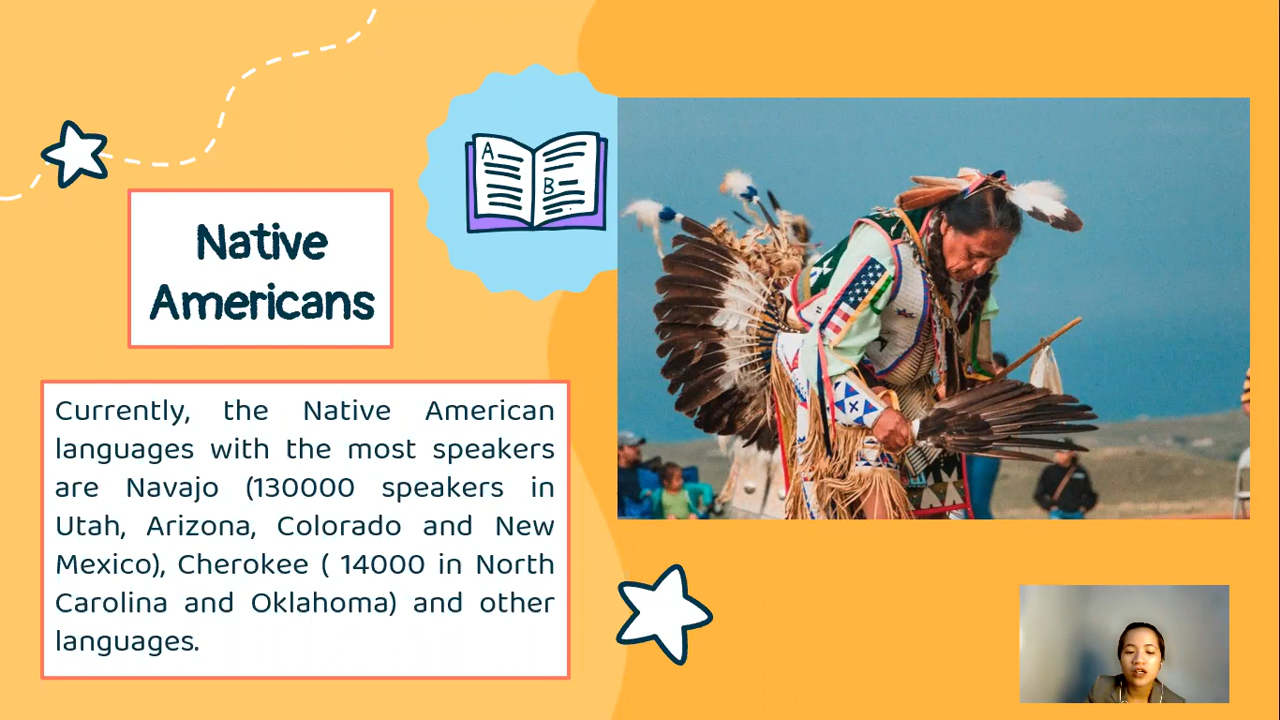 A
B
Native
Americans
Currently, the Native American
languages with the most speakers
are Navajo (130000 speakers in
Utah, Arizona, Colorado and New
Mexico), Cherokee ( 14000 in North
Carolina and Oklahoma) and other
languages.